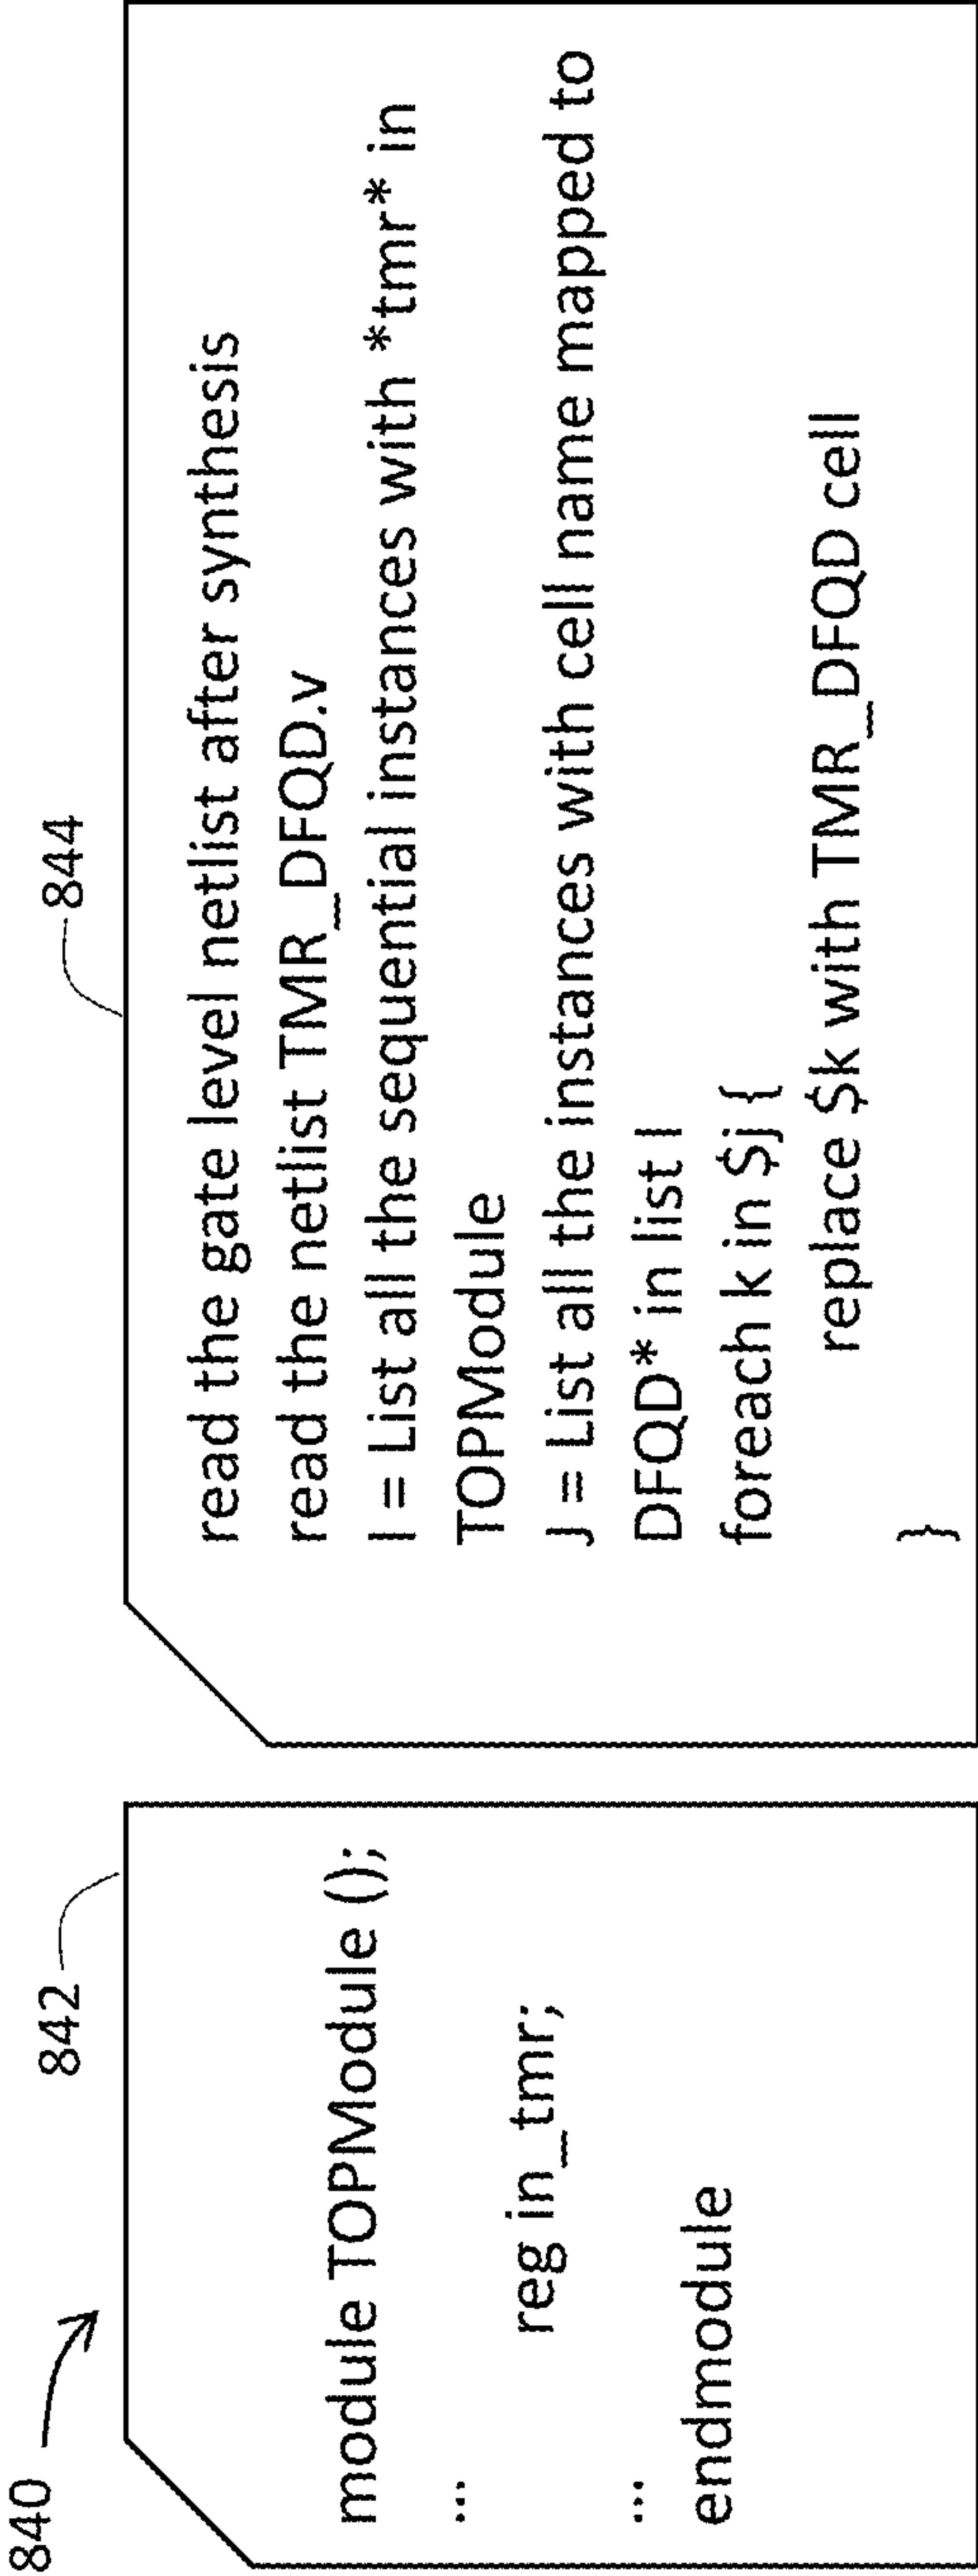 840
842
module TOPModule ();
...
reg in_tmr;
...
endmodule
844
read the gate level netlist after synthesis
read the netlist TMR_DFQD.v
I = List all the sequential instances with *tmr* in
TOPModule
J = List all the instances with cell name mapped to
DFQD* in list I
foreach k in $j {
replace $k with TMR_DFQD cell
}